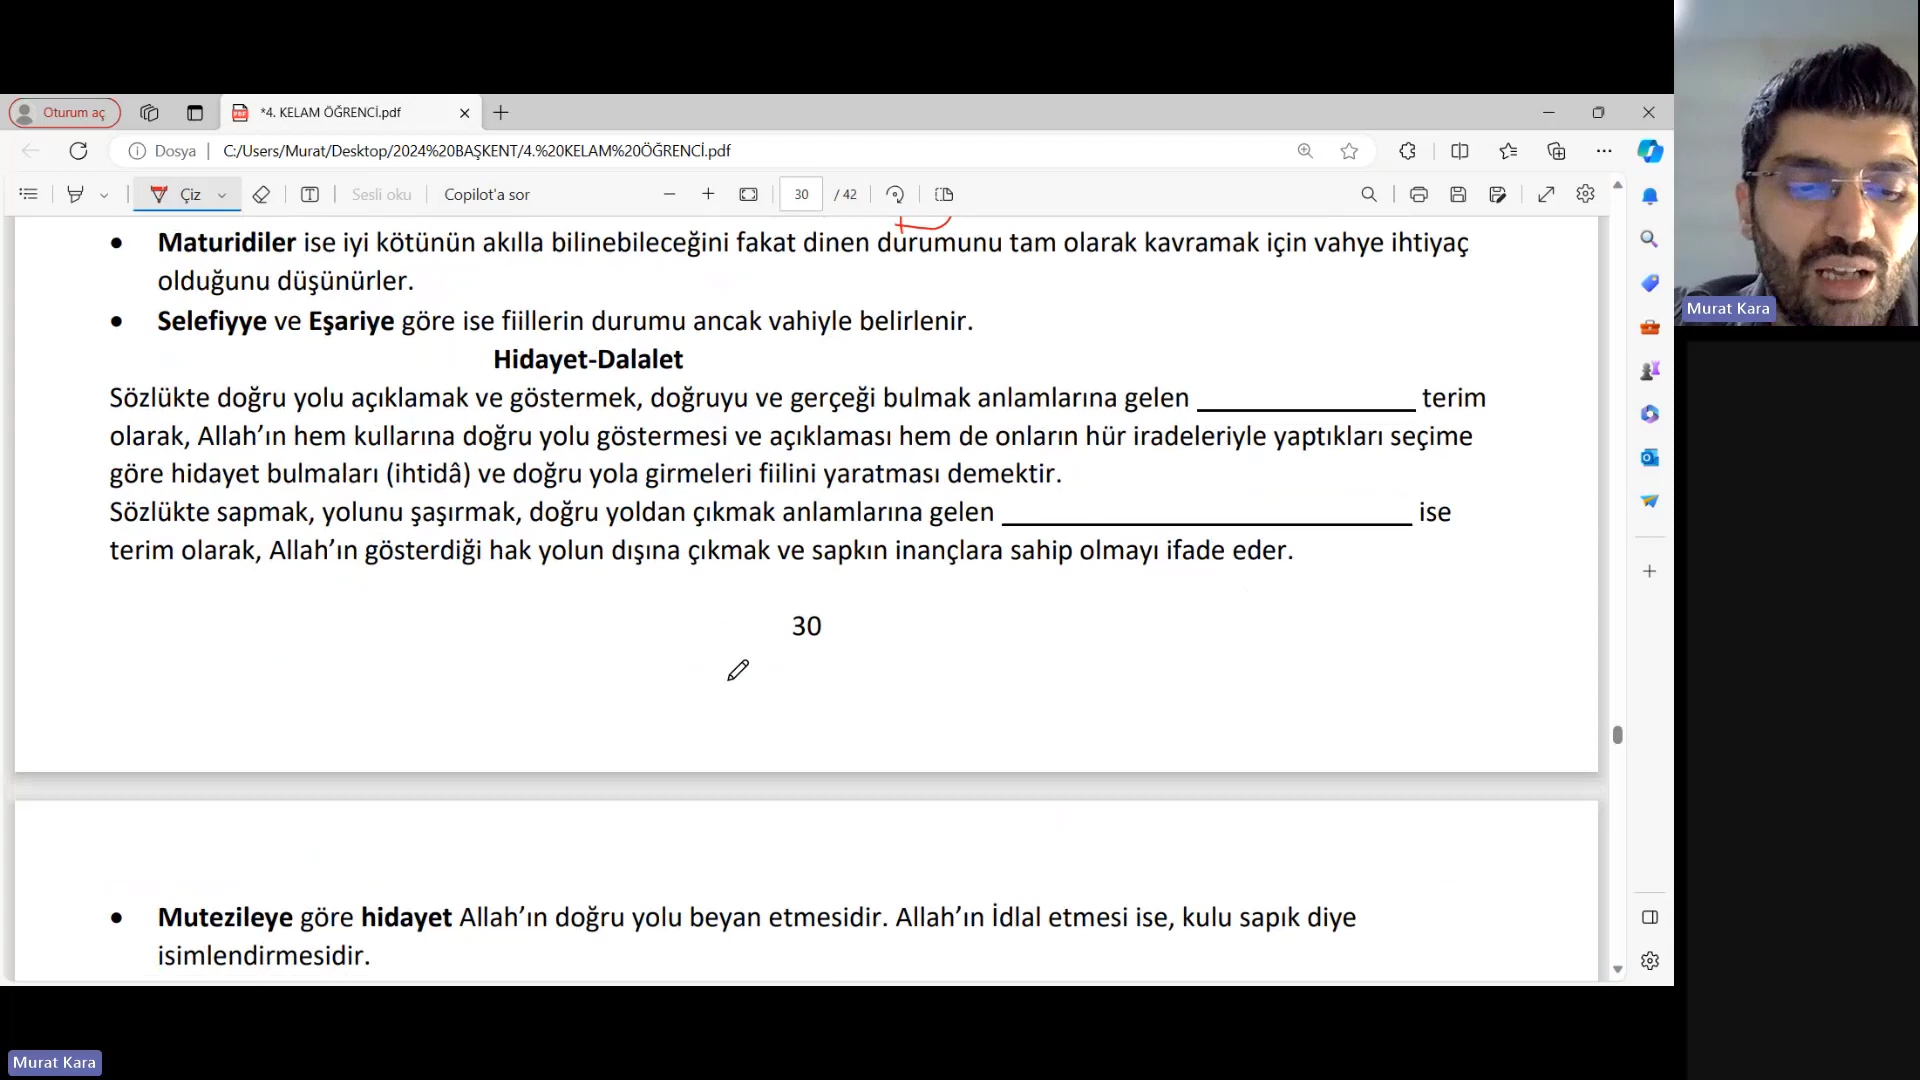 Oturum aç
*4. KELAM ÖĞRENCİ.pdf
Dosya
C:/Users/Murat/Desktop/2024%20BAŞKENT/4.%20KELAM%20ÖĞRENCİ.pdf
Çiz
Sesli oku
Copilot'a sor
30
/ 42
• Maturidiler ise iyi kötünün akılla bilinebileceğini fakat dinen durumunu tam olarak kavramak için vahye ihtiyaç
olduğunu düşünürler.
• Selefiyye ve Eşariye göre ise fiillerin durumu ancak vahiyle belirlenir.
Hidayet-Dalalet
Sözlükte doğru yolu açıklamak ve göstermek, doğruyu ve gerçeği bulmak anlamlarına gelen ________________ terim
olarak, Allah’ın hem kullarına doğru yolu göstermesi ve açıklaması hem de onların hür iradeleriyle yaptıkları seçime
göre hidayet bulmaları (ihtidâ) ve doğru yola girmeleri fiilini yaratması demektir.
Sözlükte sapmak, yolunu şaşırmak, doğru yoldan çıkmak anlamlarına gelen ______________________________ ise
terim olarak, Allah’ın gösterdiği hak yolun dışına çıkmak ve sapkın inançlara sahip olmayı ifade eder.
30
• Mutezileye göre hidayet Allah’ın doğru yolu beyan etmesidir. Allah’ın İdlal etmesi ise, kulu sapık diye
isimlendirmesidir.
Murat Kara
Murat Kara